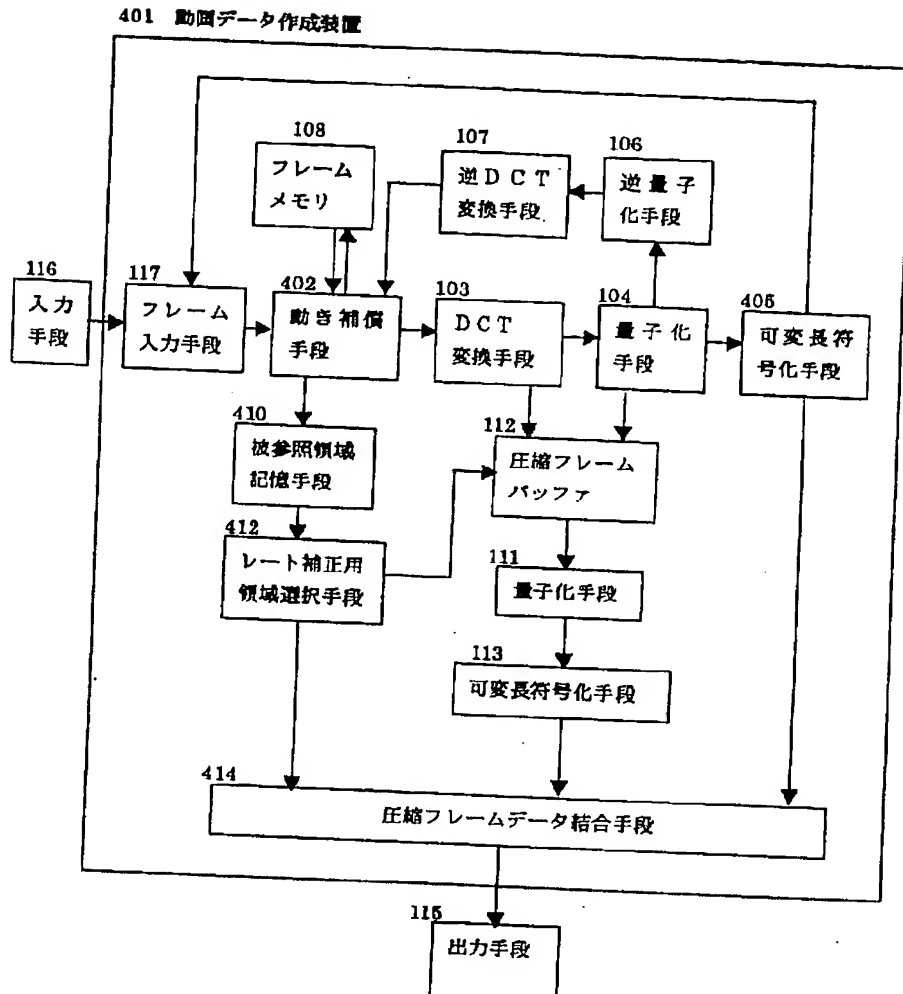 401 動画データ作成装置
108
フレーム
メモリ
107
逆DCT
変換手段
106
逆量子
化手段
116
入力
手段
117
フレーム
入力手段
402
動き補償
手段
103
DCT
変換手段
104
量子化
手段
405
可変長符
号化手段
410
被参照領域
記憶手段
112
圧縮フレーム
バッファ
412
レート補正用
領域選択手段
111
量子化手段
113
可変長符号化手段
414
圧縮フレームデータ結合手段
115
出力手段